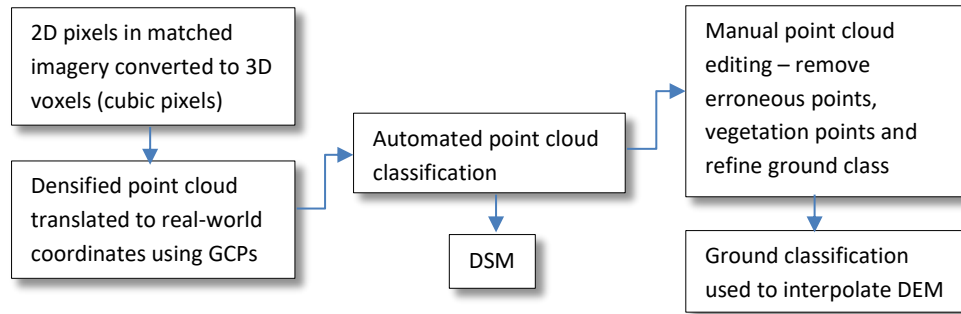 2D pixels in matched
imagery converted to 3D
voxels (cubic pixels)
Densified point cloud
translated to real-world
coordinates using GCPs
Automated point cloud
classification
DSM
Manual point cloud
editing – remove
erroneous points,
vegetation points and
refine ground class
Ground classification
used to interpolate DEM